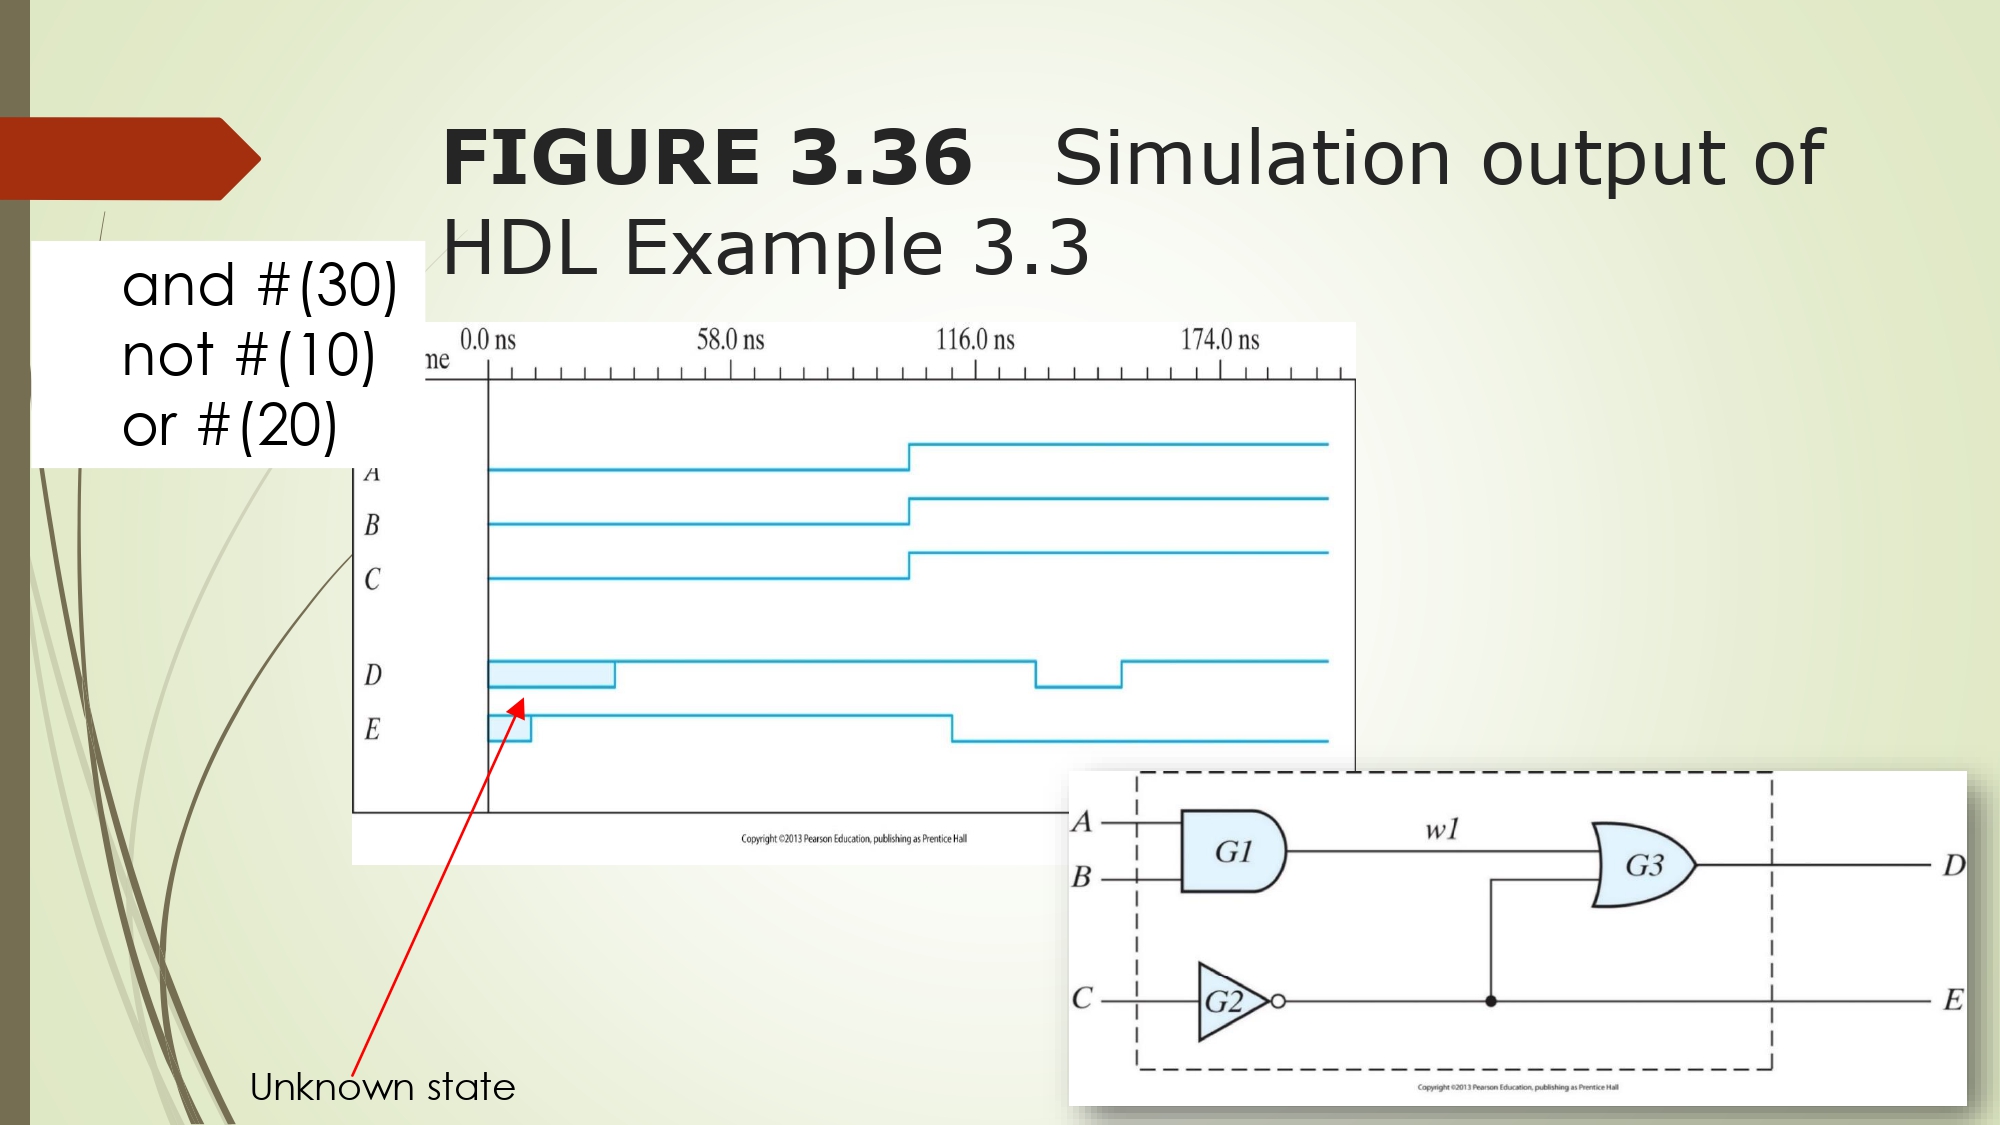 FIGURE 3.36 Simulation output of
HDL Example 3.3
and #(30)
not #(10)
or #(20)
0.0 ns 58.0 ns 116.0 ns 174.0 ns
me
A
B
C
D
E
Copyright ©2013 Pearson Education, publishing as Prentice Hall
A
B
C
G1
w1
G3
D
G2
E
Copyright ©2013 Pearson Education, publishing as Prentice Hall
Unknown state